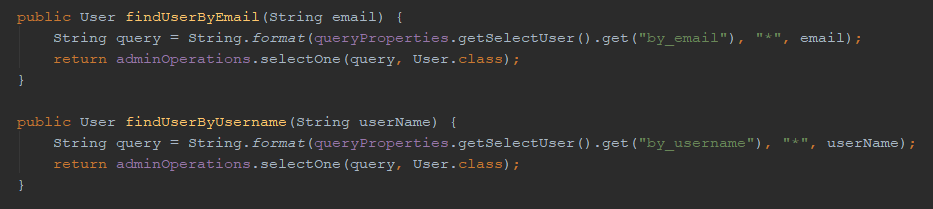 public User findUserByEmail(String email) {
    String query = String.format(queryProperties.getSelectUser().get("by_email"), "*", email);
    return adminOperations.selectOne(query, User.class);
}
public User findUserByUsername(String userName) {
    String query = String.format(queryProperties.getSelectUser().get("by_username"), "*", userName);
    return adminOperations.selectOne(query, User.class);
}